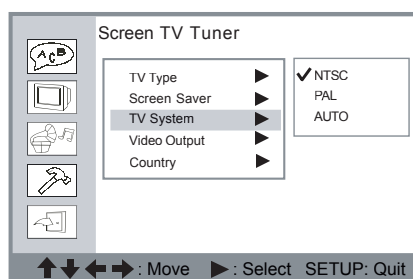 Screen TV Tuner
ACB
TV Type
Screen Saver
TV System
Video Output
Country
NTSC
PAL
AUTO
: Move : Select SETUP: Quit